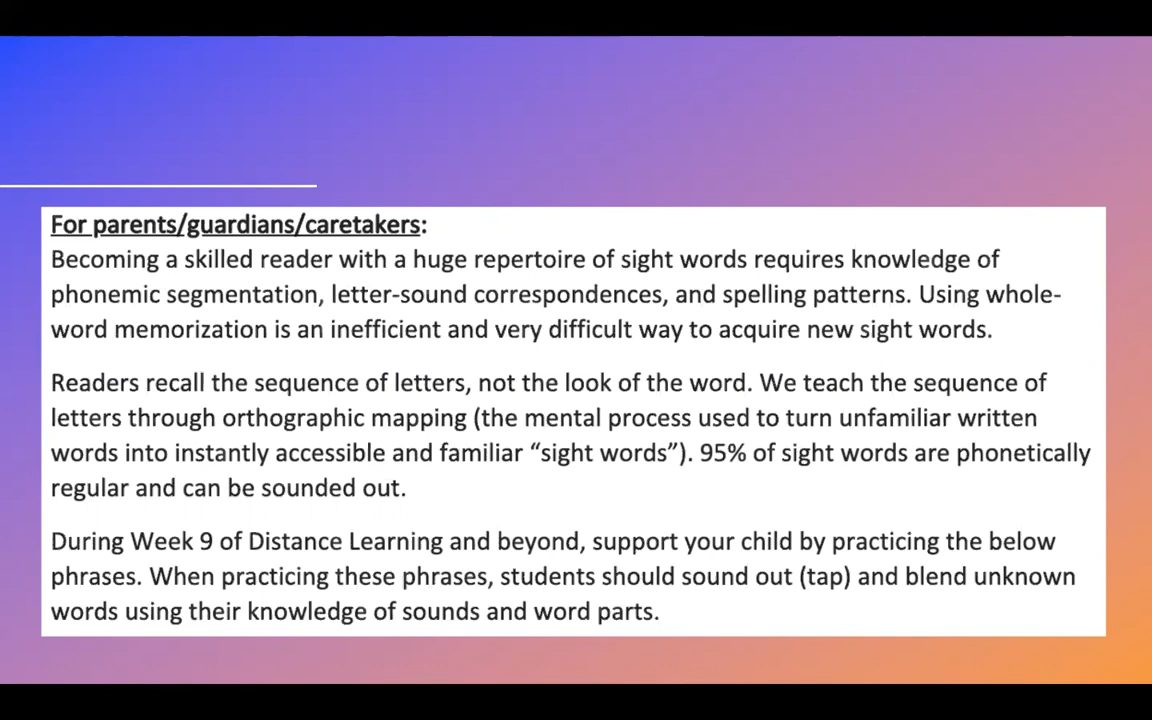 For parents/guardians/caretakers:
Becoming a skilled reader with a huge repertoire of sight words requires knowledge of
phonemic segmentation, letter-sound correspondences, and spelling patterns. Using whole-
word memorization is an inefficient and very difficult way to acquire new sight words.
Readers recall the sequence of letters, not the look of the word. We teach the sequence of
letters through orthographic mapping (the mental process used to turn unfamiliar written
words into instantly accessible and familiar “sight words”). 95% of sight words are phonetically
regular and can be sounded out.
During Week 9 of Distance Learning and beyond, support your child by practicing the below
phrases. When practicing these phrases, students should sound out (tap) and blend unknown
words using their knowledge of sounds and word parts.